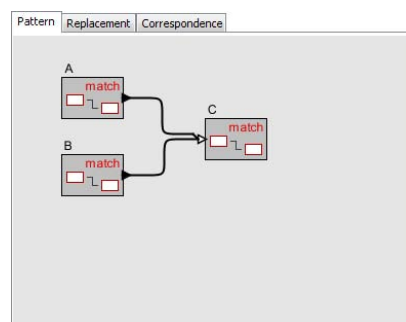 Pattern Replacement Correspondence
A
match
C
match
B
match